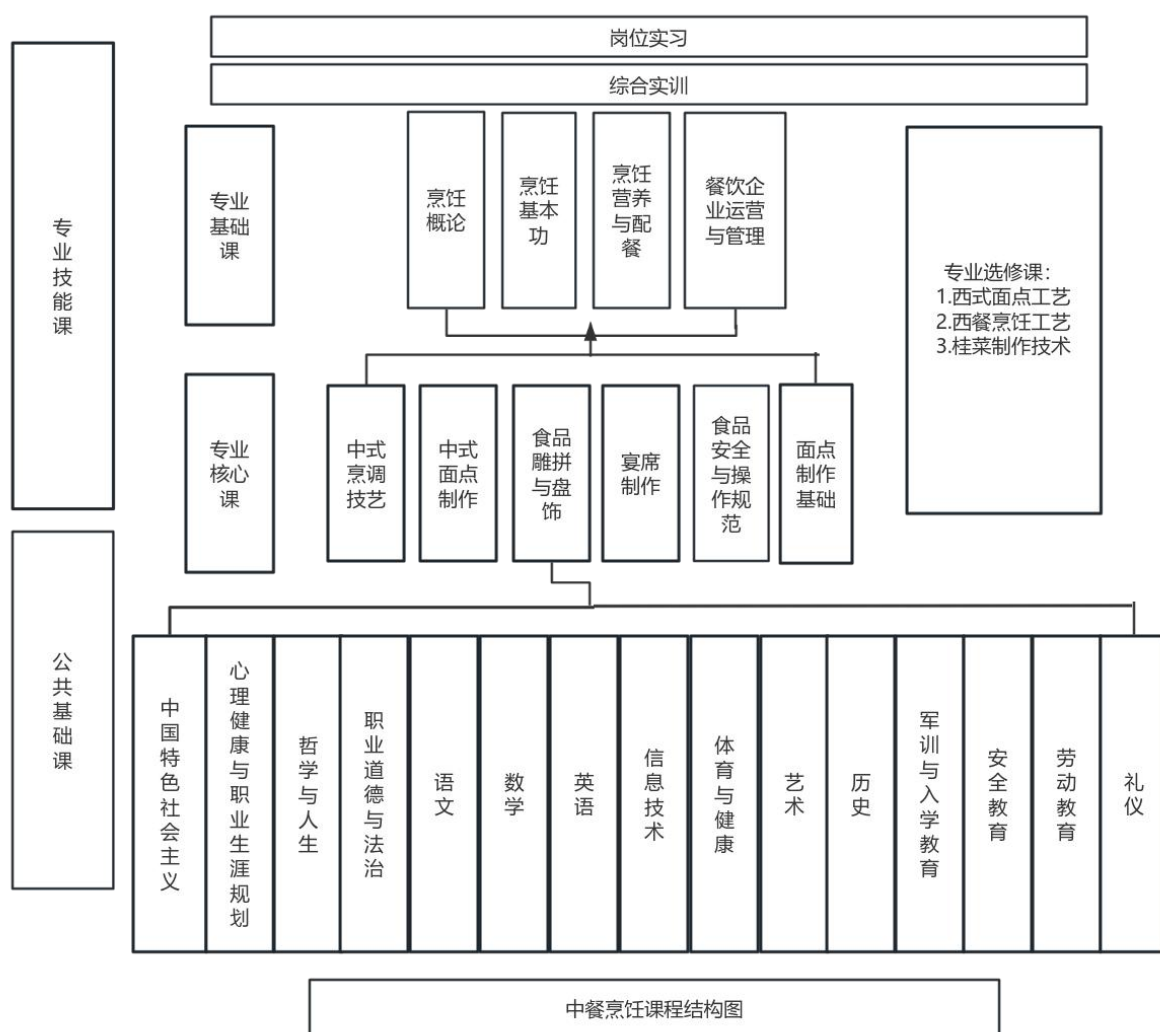 岗位实习
综合实训
专业技能课
专业
基础
课
烹饪
概论
烹饪
基本
功
烹饪
营养
与配
餐
餐饮企
业运营
与管理
专业选修课：
1.西式面点工艺
2.西餐烹饪工艺
3.桂菜制作技术
专业
核心
课
中式
烹调
技艺
中式
面点
制作
食品
雕拼
与盘
饰
宴席
制作
食品
安全
与操
作规
范
面点
制作
基础
公共基础课
中国特色社会主义
心理健康与职业生涯规划
哲学与人生
职业道德与法治
语文
数学
英语
信息技术
体育与健康
艺术
历史
军训与入学教育
安全教育
劳动教育
礼仪
中餐烹饪课程结构图